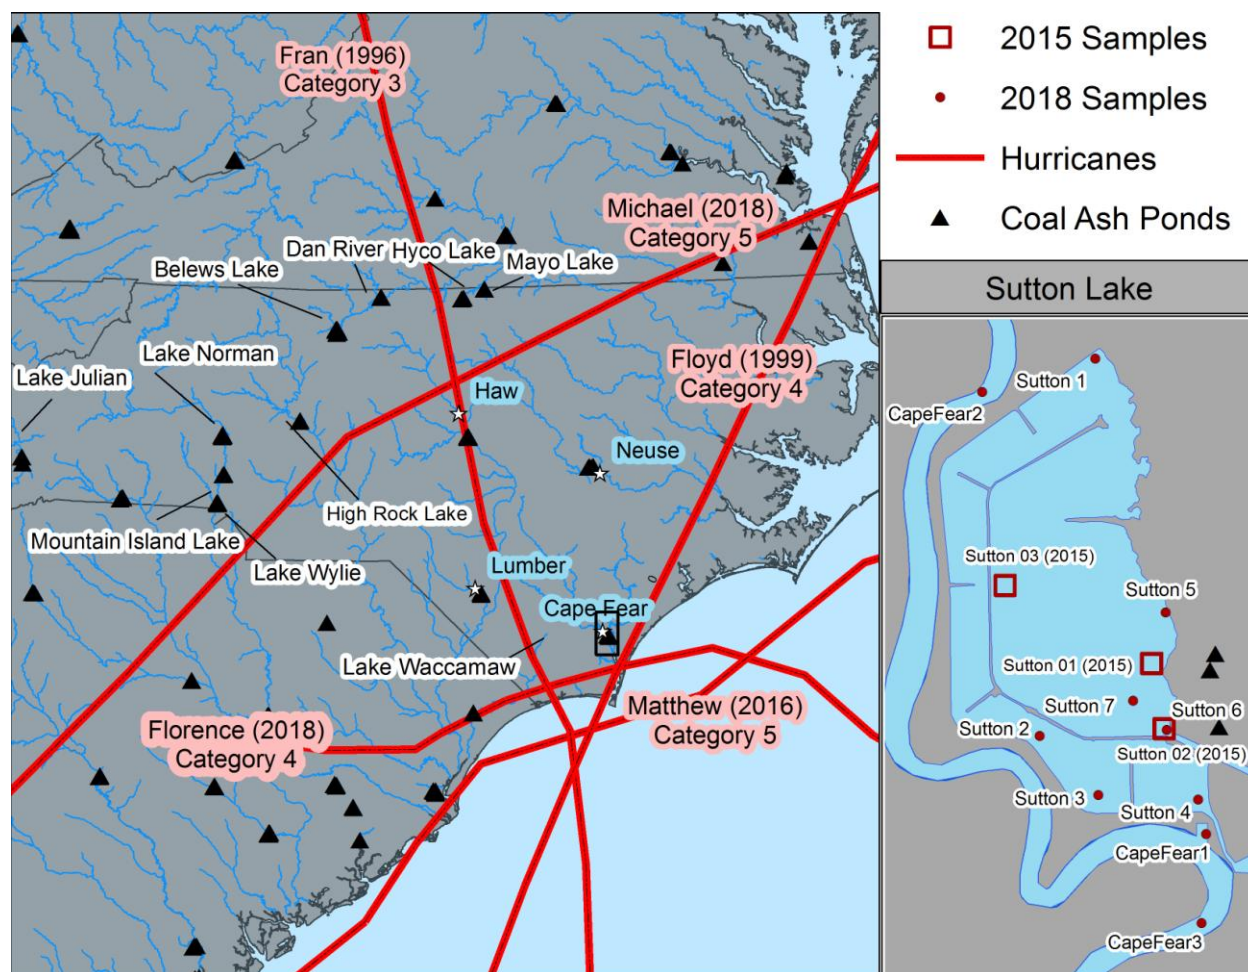 Fran (1996)
Category 3
Michael (2018)
Category 5
Dan River
Hyco Lake
Mayo Lake
Belews Lake
Lake Norman
Floyd (1999)
Category 4
Lake Julian
Haw
Neuse
High Rock Lake
Mountain Island Lake
Lake Wylie
Lumber
Cape Fear
Lake Waccamaw
Florence (2018)
Category 4
Matthew (2016)
Category 5
2015 Samples
2018 Samples
Hurricanes
Coal Ash Ponds
Sutton Lake
Sutton 1
CapeFear2
Sutton 03 (2015)
Sutton 5
Sutton 01 (2015)
Sutton 7
Sutton 6
Sutton 2
Sutton 02 (2015)
Sutton 3
Sutton 4
CapeFear1
CapeFear3